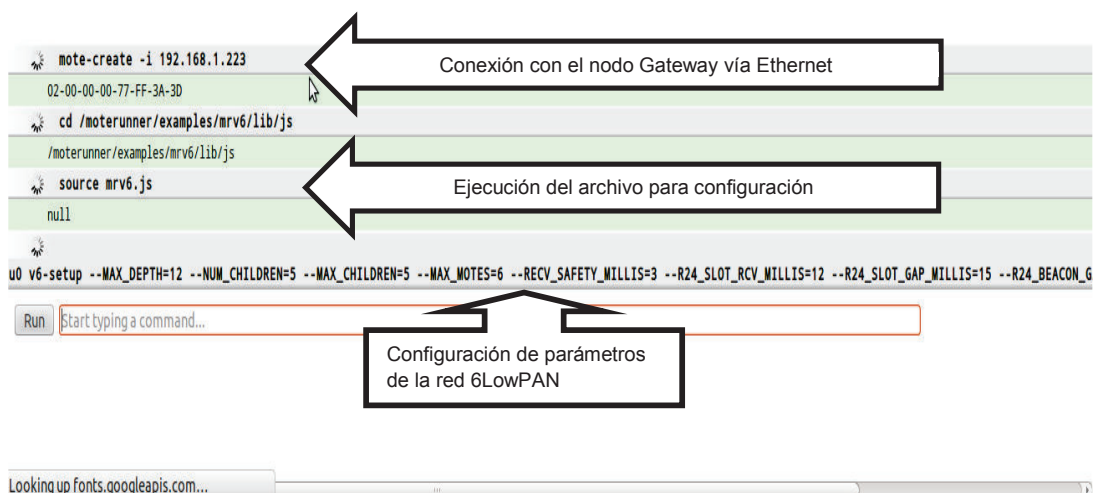 mote-create -i 192.168.1.223
Conexión con el nodo Gateway vía Ethernet
02-00-00-00-77-FF-3A-3D
cd /moterunner/examples/mrv6/lib/js
/moterunner/examples/mrv6/lib/js
source mrv6.js
Ejecución del archivo para configuración
null
u0 v6-setup --MAX_DEPTH=12 --NUM_CHILDREN=5 --MAX_CHILDREN=5 --MAX_MOTES=6 --RECV_SAFETY_MILLIS=3 --R24_SLOT_RCV_MILLIS=12 --R24_SLOT_GAP_MILLIS=15 --R24_BEACON_G
Run
Start typing a command...
Configuración de parámetros
de la red 6LowPAN
Looking up fonts.googleapis.com...